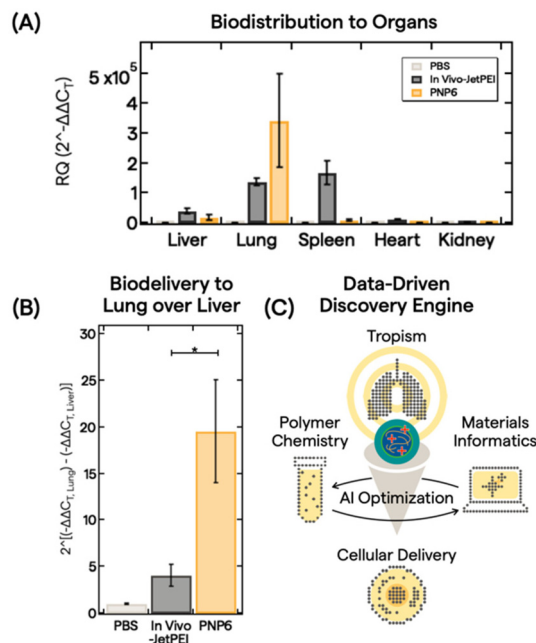 (A)
Biodistribution to Organs
RQ (2^-ΔΔCT)
5 x10⁵
4
3
2
1
0
PBS
In Vivo-JetPEI
PNP6
Liver
Lung
Spleen
Heart
Kidney
(B)
Biodelivery to
Lung over Liver
2^[(-ΔΔCT, Lung) - (-ΔΔCT, Liver)]
30
25
20
15
10
5
0
*
PBS
In Vivo
-JetPEI
PNP6
(C)
Data-Driven
Discovery Engine
Tropism
Polymer
Chemistry
Materials
Informatics
AI Optimization
Cellular Delivery